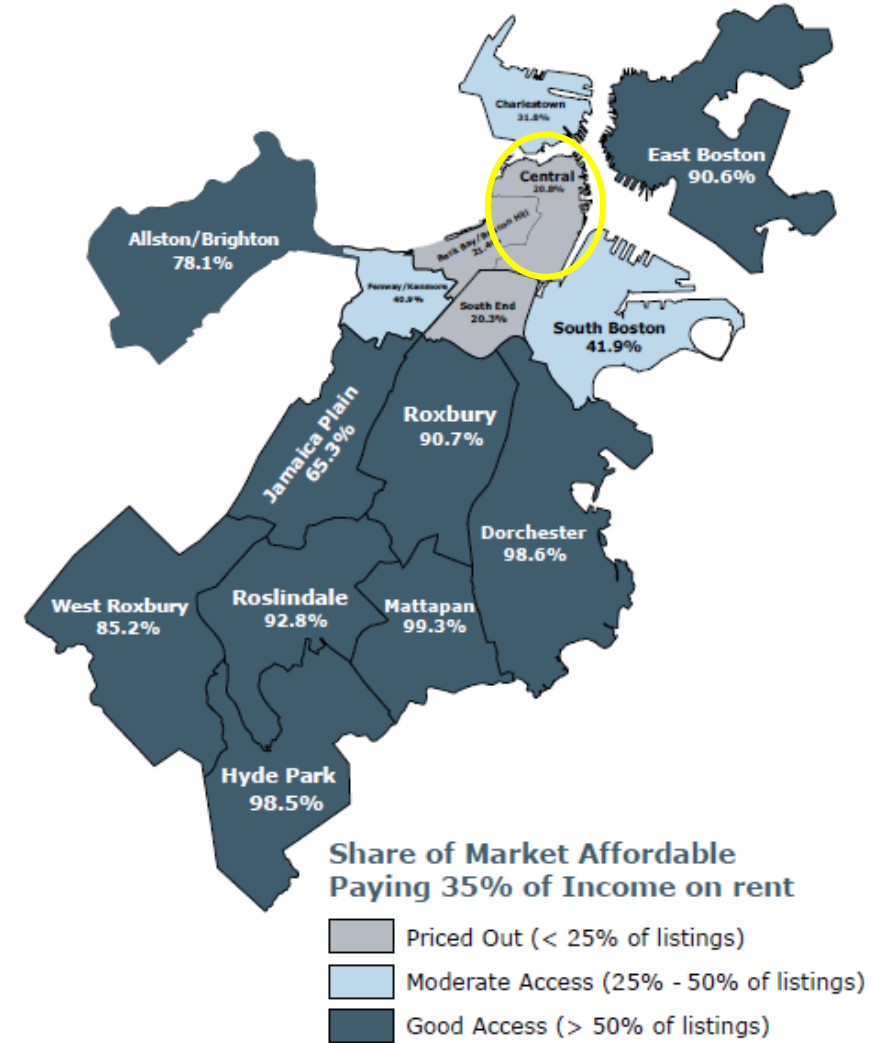 Charlestown
31.8%
East Boston
90.6%
Central
20.8%
Allston/Brighton
78.1%
Back Bay/Beacon Hill
Fenway/Kenmore
40.9%
South End
20.3%
South Boston
41.9%
Jamaica Plain
65.3%
Roxbury
90.7%
Dorchester
98.6%
West Roxbury
85.2%
Roslindale
92.8%
Mattapan
99.3%
Hyde Park
98.5%
Share of Market Affordable
Paying 35% of Income on rent
Priced Out (< 25% of listings)
Moderate Access (25% - 50% of listings)
Good Access (> 50% of listings)